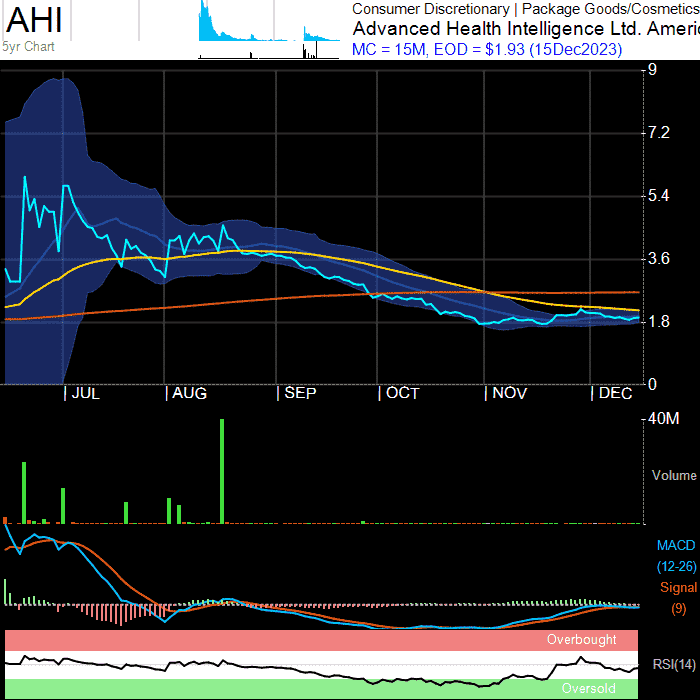 AHI
5yr Chart
Consumer Discretionary | Package Goods/Cosmetics
Advanced Health Intelligence Ltd. Americ
MC = 15M, EOD = $1.93 (15Dec2023)
9
7.2
5.4
3.6
1.8
0
| JUL
| AUG
| SEP
| OCT
| NOV
| DEC
40M
Volume
MACD
(12-26)
Signal
(9)
Overbought
RSI(14)
Oversold